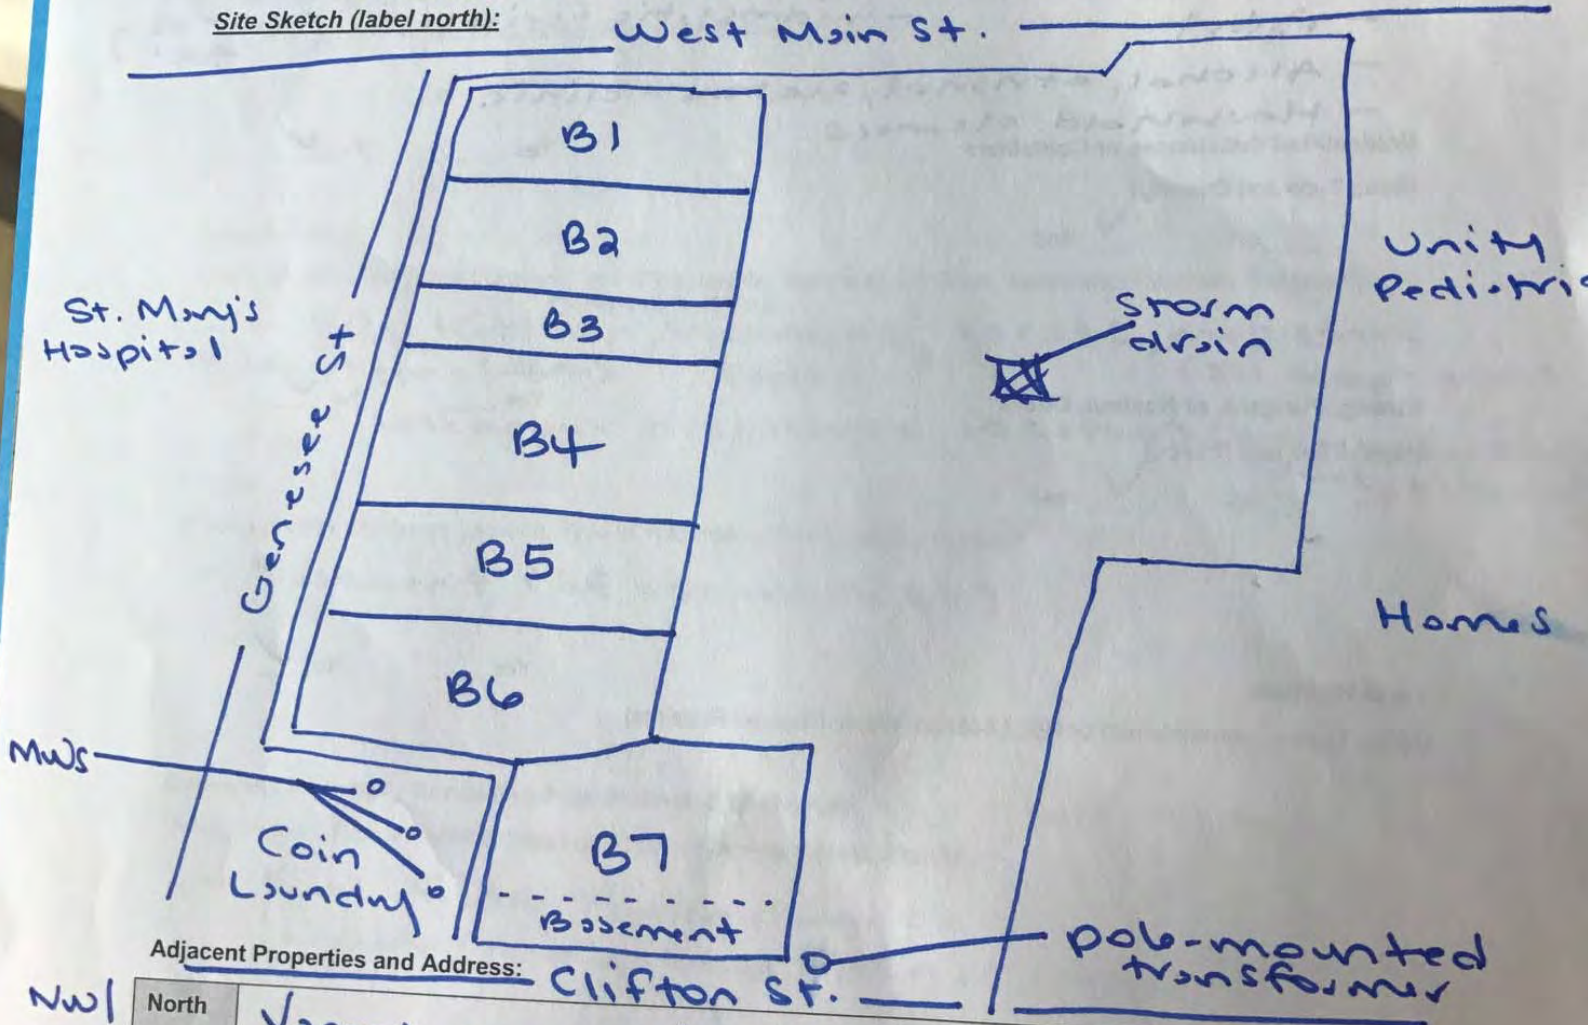 Site Sketch (label north):
West Main St.
B1
B2
B3
B4
B5
B6
B7
Basement
St. Mary's
Hospital
Genesee St
Storm
drain
Unity
Homes
MWs
Coin
Laundry
pole-mounted
transformer
Adjacent Properties and Address:
Clifton St.
NW/
North